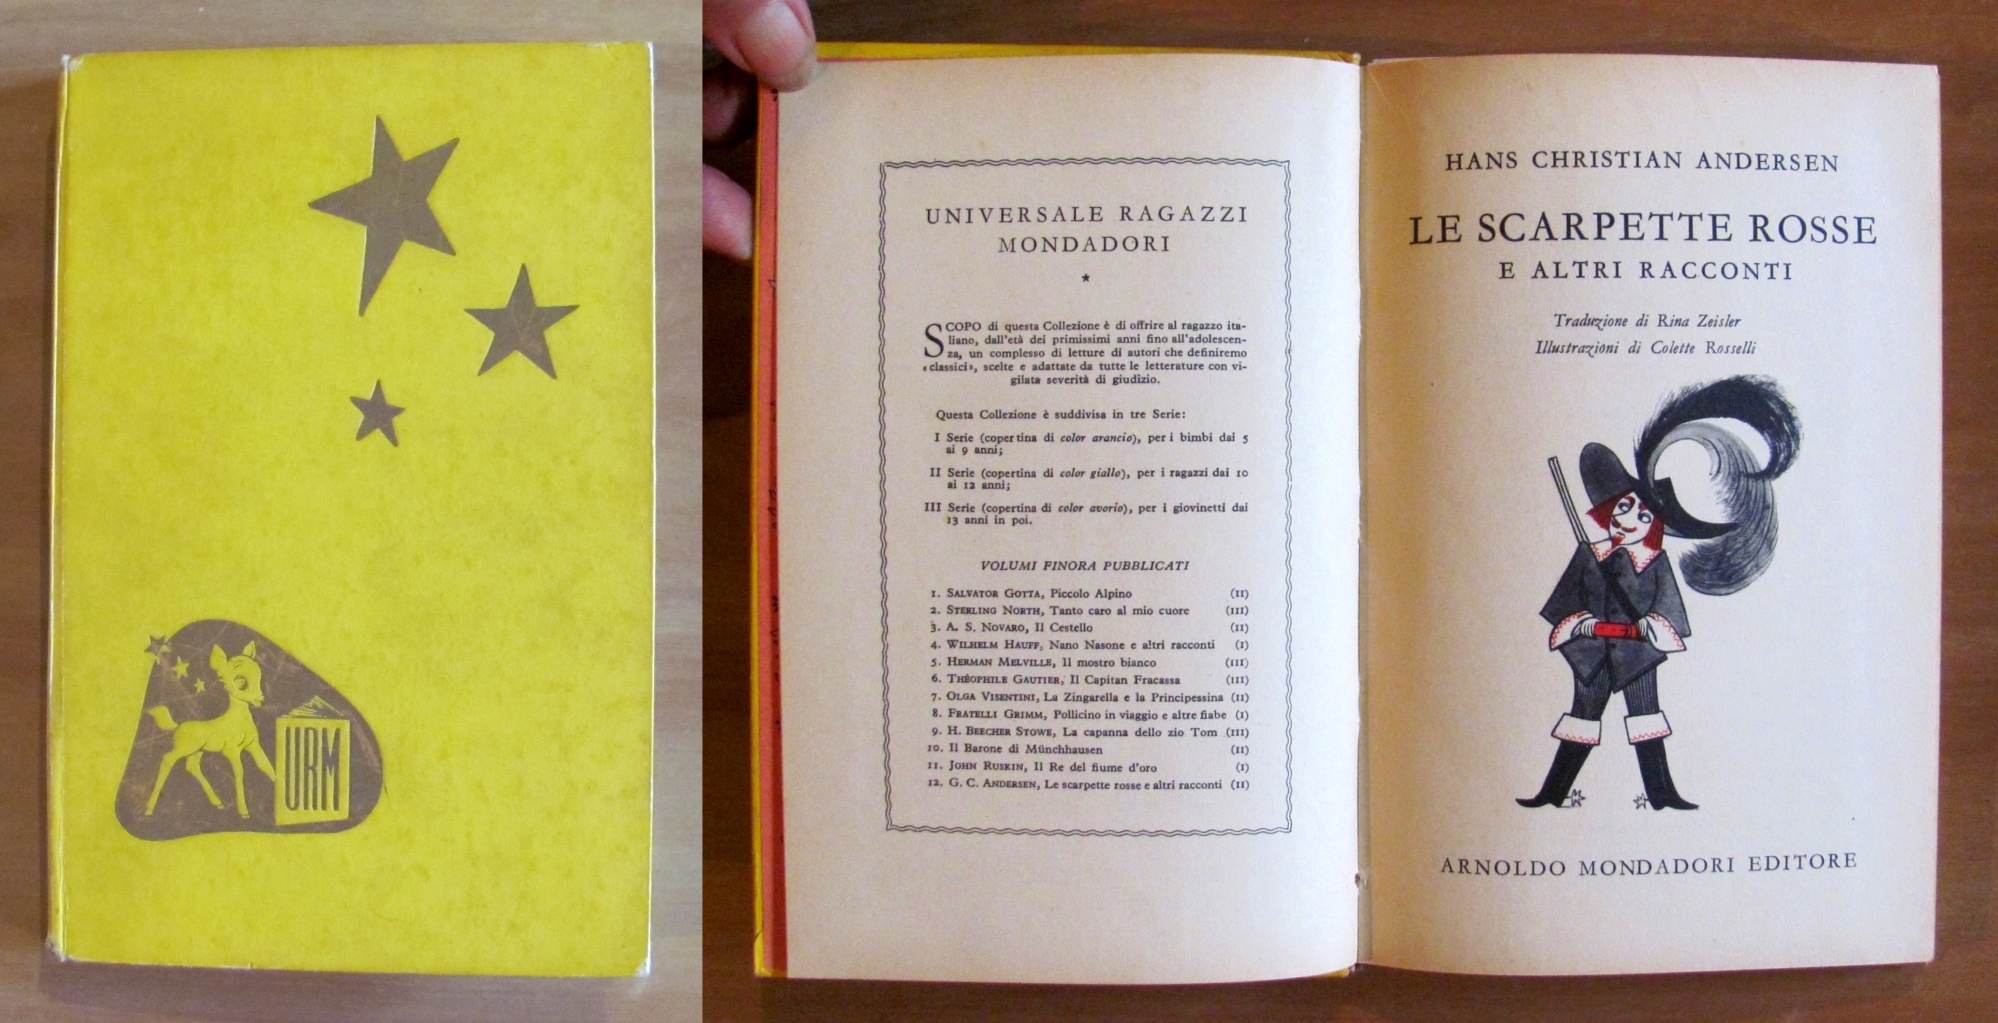 URM
UNIVERSALE RAGAZZI
MONDADORI
*
SCOPO di questa Collezione è di offrire al ragazzo ita-
liano, dall'età dei primissimi anni fino all'adolescen-
za, un complesso di letture di autori che definiremo
«classici», scelte e adattate da tutte le letterature con vi-
gilata severità di giudizio.
Questa Collezione è suddivisa in tre Serie:
I Serie (copertina di color arancio), per i bimbi dai 5
ai 9 anni;
II Serie (copertina di color giallo), per i ragazzi dai 10
ai 12 anni;
III Serie (copertina di color avorio), per i giovinetti dai
13 anni in poi.
VOLUMI FINORA PUBBLICATI
1. SALVATOR GOTTA, Piccolo Alpino (II)
2. STERLING NORTH, Tanto caro al mio cuore (III)
3. A. S. NOVARO, Il Cestello (II)
4. WILHELM HAUFF, Nano Nasone e altri racconti (I)
5. HERMAN MELVILLE, Il mostro bianco (III)
6. THÉOPHILE GAUTIER, Il Capitan Fracassa (III)
7. OLGA VISENTINI, La Zingarella e la Principessina (II)
8. FRATELLI GRIMM, Pollicino in viaggio e altre fiabe (I)
9. H. BEECHER STOWE, La capanna dello zio Tom (III)
10. Il Barone di Münchhausen (II)
11. JOHN RUSKIN, Il Re del fiume d'oro (I)
12. G. C. ANDERSEN, Le scarpette rosse e altri racconti (II)
HANS CHRISTIAN ANDERSEN
LE SCARPETTE ROSSE
E ALTRI RACCONTI
Traduzione di Rina Zeisler
Illustrazioni di Colette Rosselli
ARNOLDO MONDADORI EDITORE